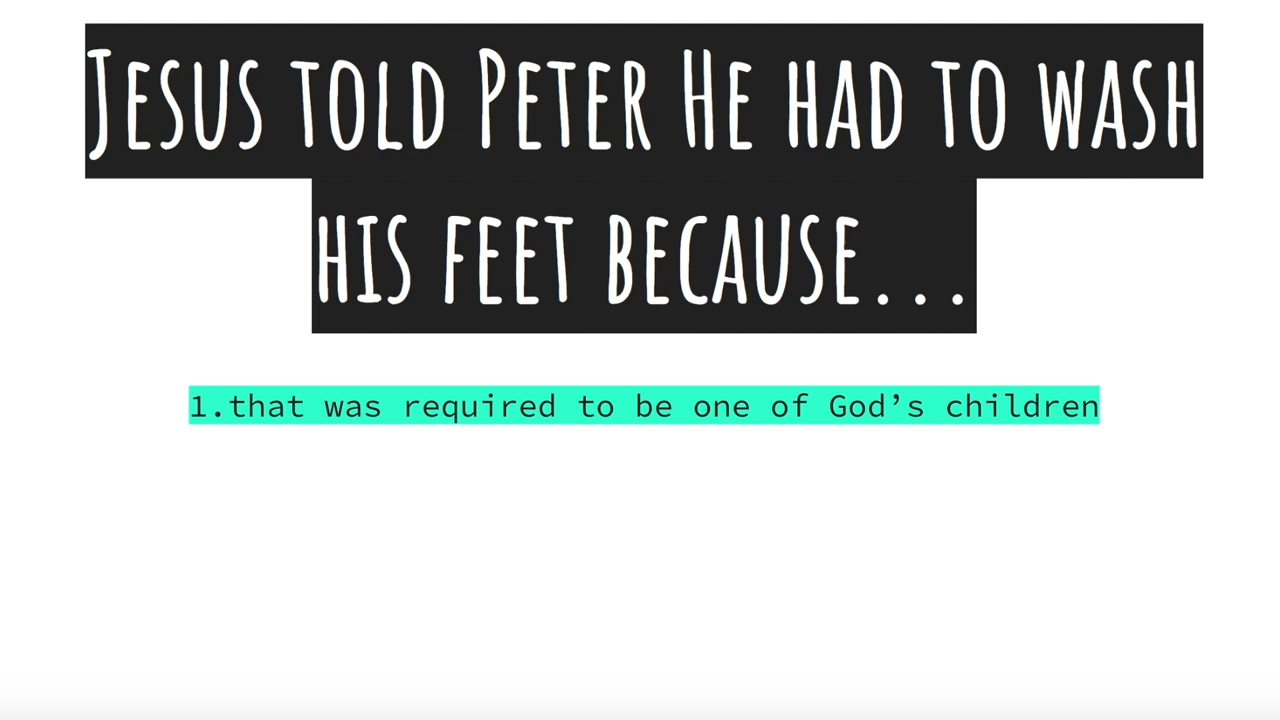 Jesus told Peter He had to wash
his feet because...
1.that was required to be one of God’s children